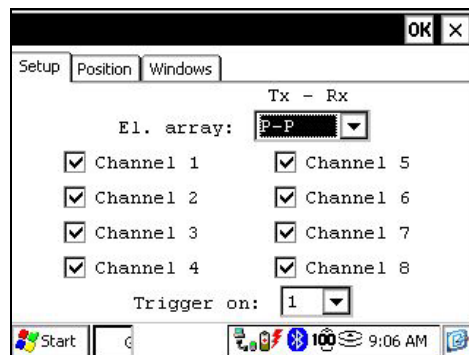 OK ×
Setup Position Windows
Tx - Rx
El. array: P-P
Channel 1 Channel 5
Channel 2 Channel 6
Channel 3 Channel 7
Channel 4 Channel 8
Trigger on: 1
Start 100 9:06 AM